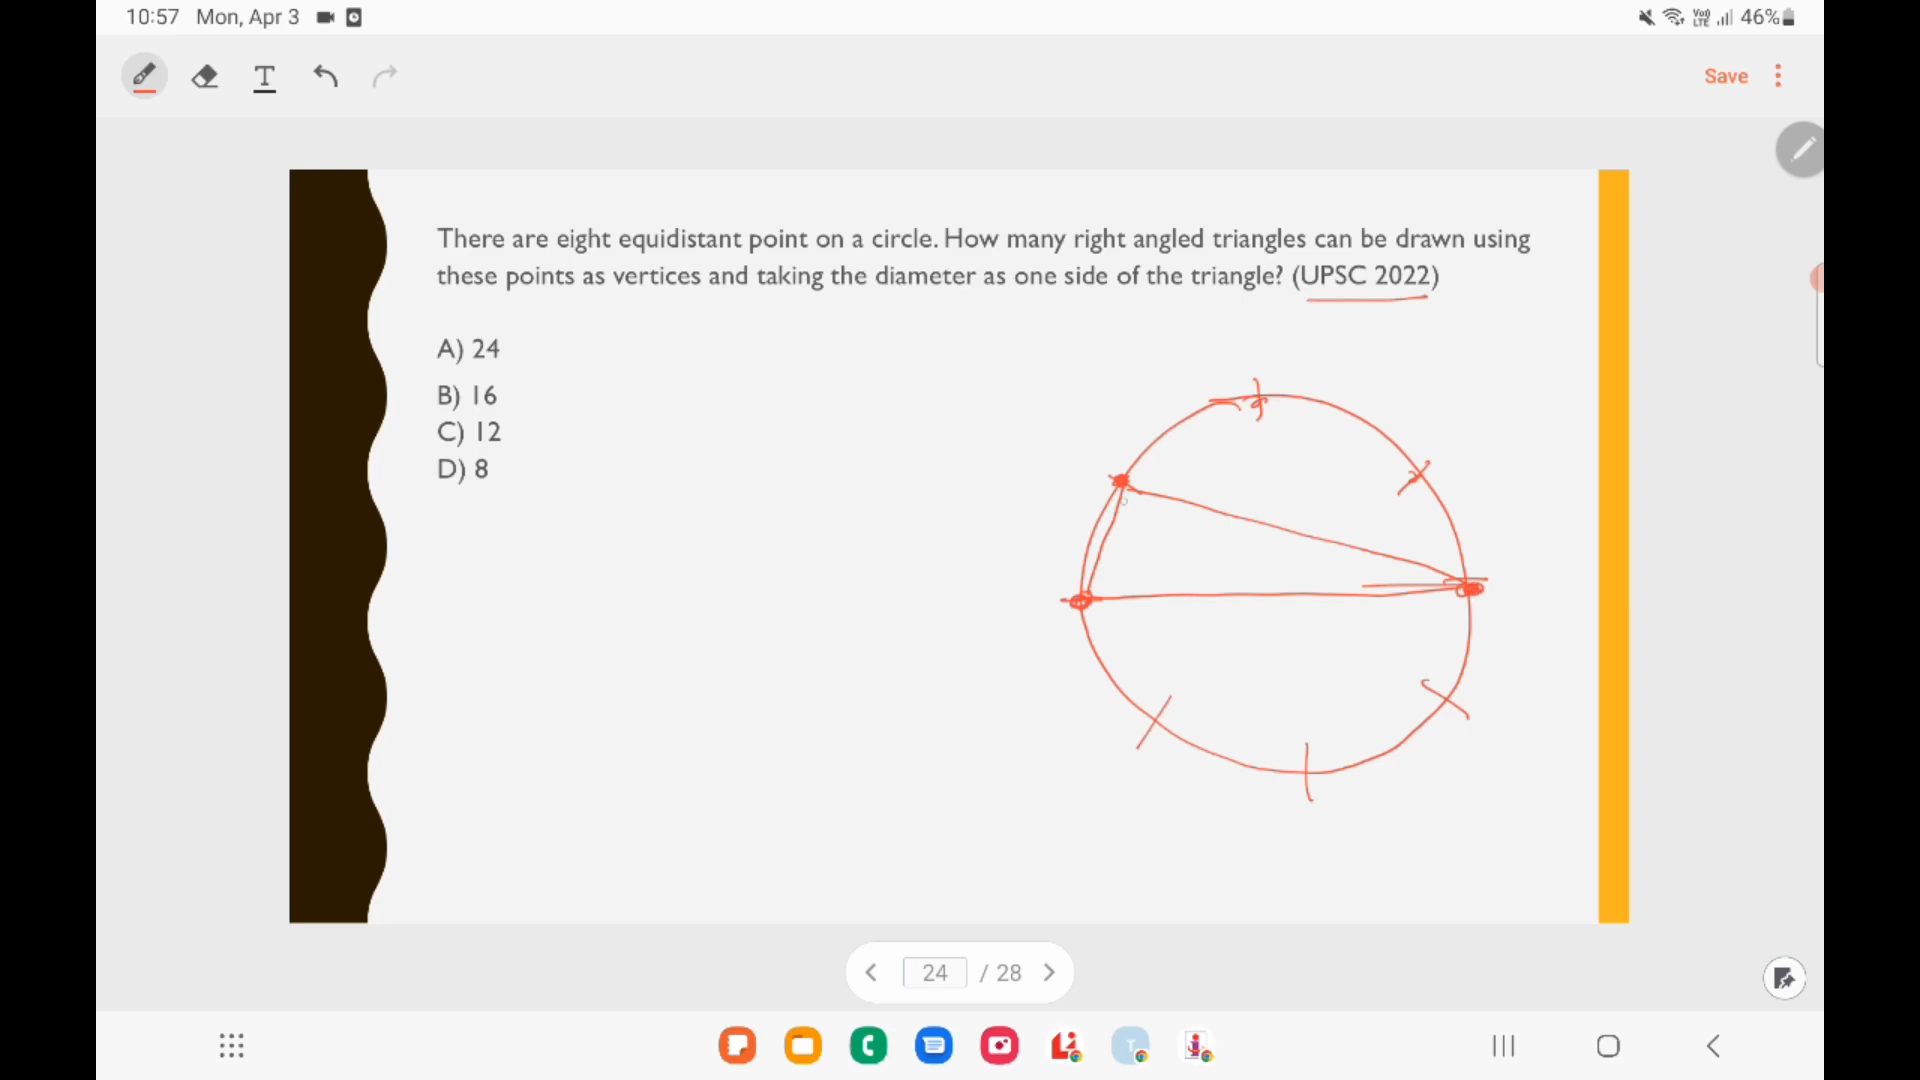 10:57 Mon, Apr 3
Vo)) LTE 46%
T
Save
There are eight equidistant point on a circle. How many right angled triangles can be drawn using
these points as vertices and taking the diameter as one side of the triangle? (UPSC 2022)
A) 24
B) 16
C) 12
D) 8
24 / 28
T